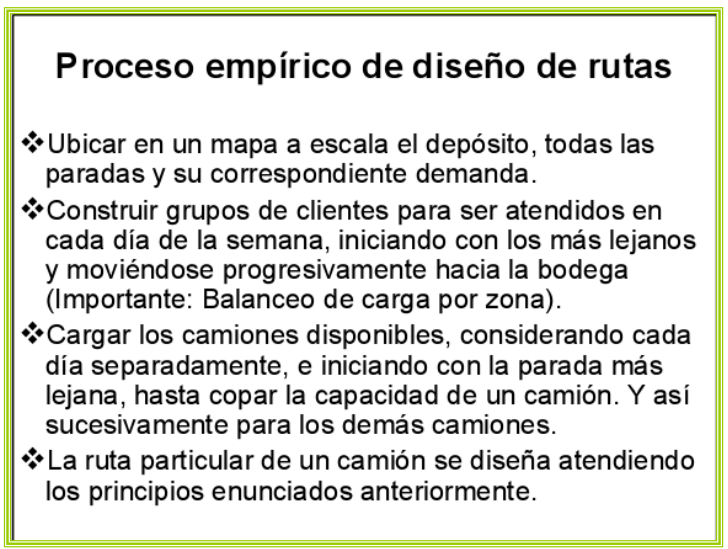 Proceso empírico de diseño de rutas
❖Ubicar en un mapa a escala el depósito, todas las
paradas y su correspondiente demanda.
❖Construir grupos de clientes para ser atendidos en
cada día de la semana, iniciando con los más lejanos
y moviéndose progresivamente hacia la bodega
(Importante: Balanceo de carga por zona).
❖Cargar los camiones disponibles, considerando cada
día separadamente, e iniciando con la parada más
lejana, hasta copar la capacidad de un camión. Y así
sucesivamente para los demás camiones.
❖La ruta particular de un camión se diseña atendiendo
los principios enunciados anteriormente.